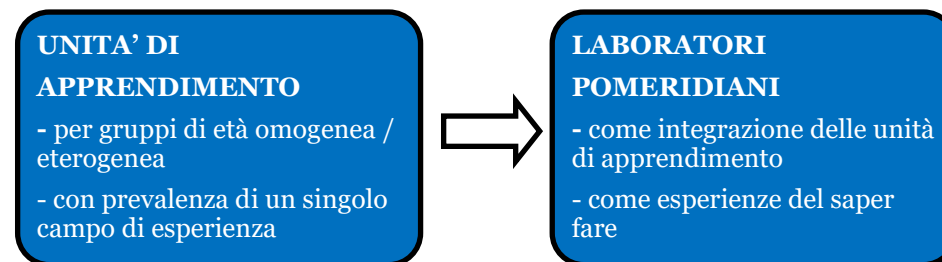 UNITA’ DI
APPRENDIMENTO
- per gruppi di età omogenea /
eterogenea
- con prevalenza di un singolo
campo di esperienza
LABORATORI
POMERIDIANI
- come integrazione delle unità
di apprendimento
- come esperienze del saper
fare